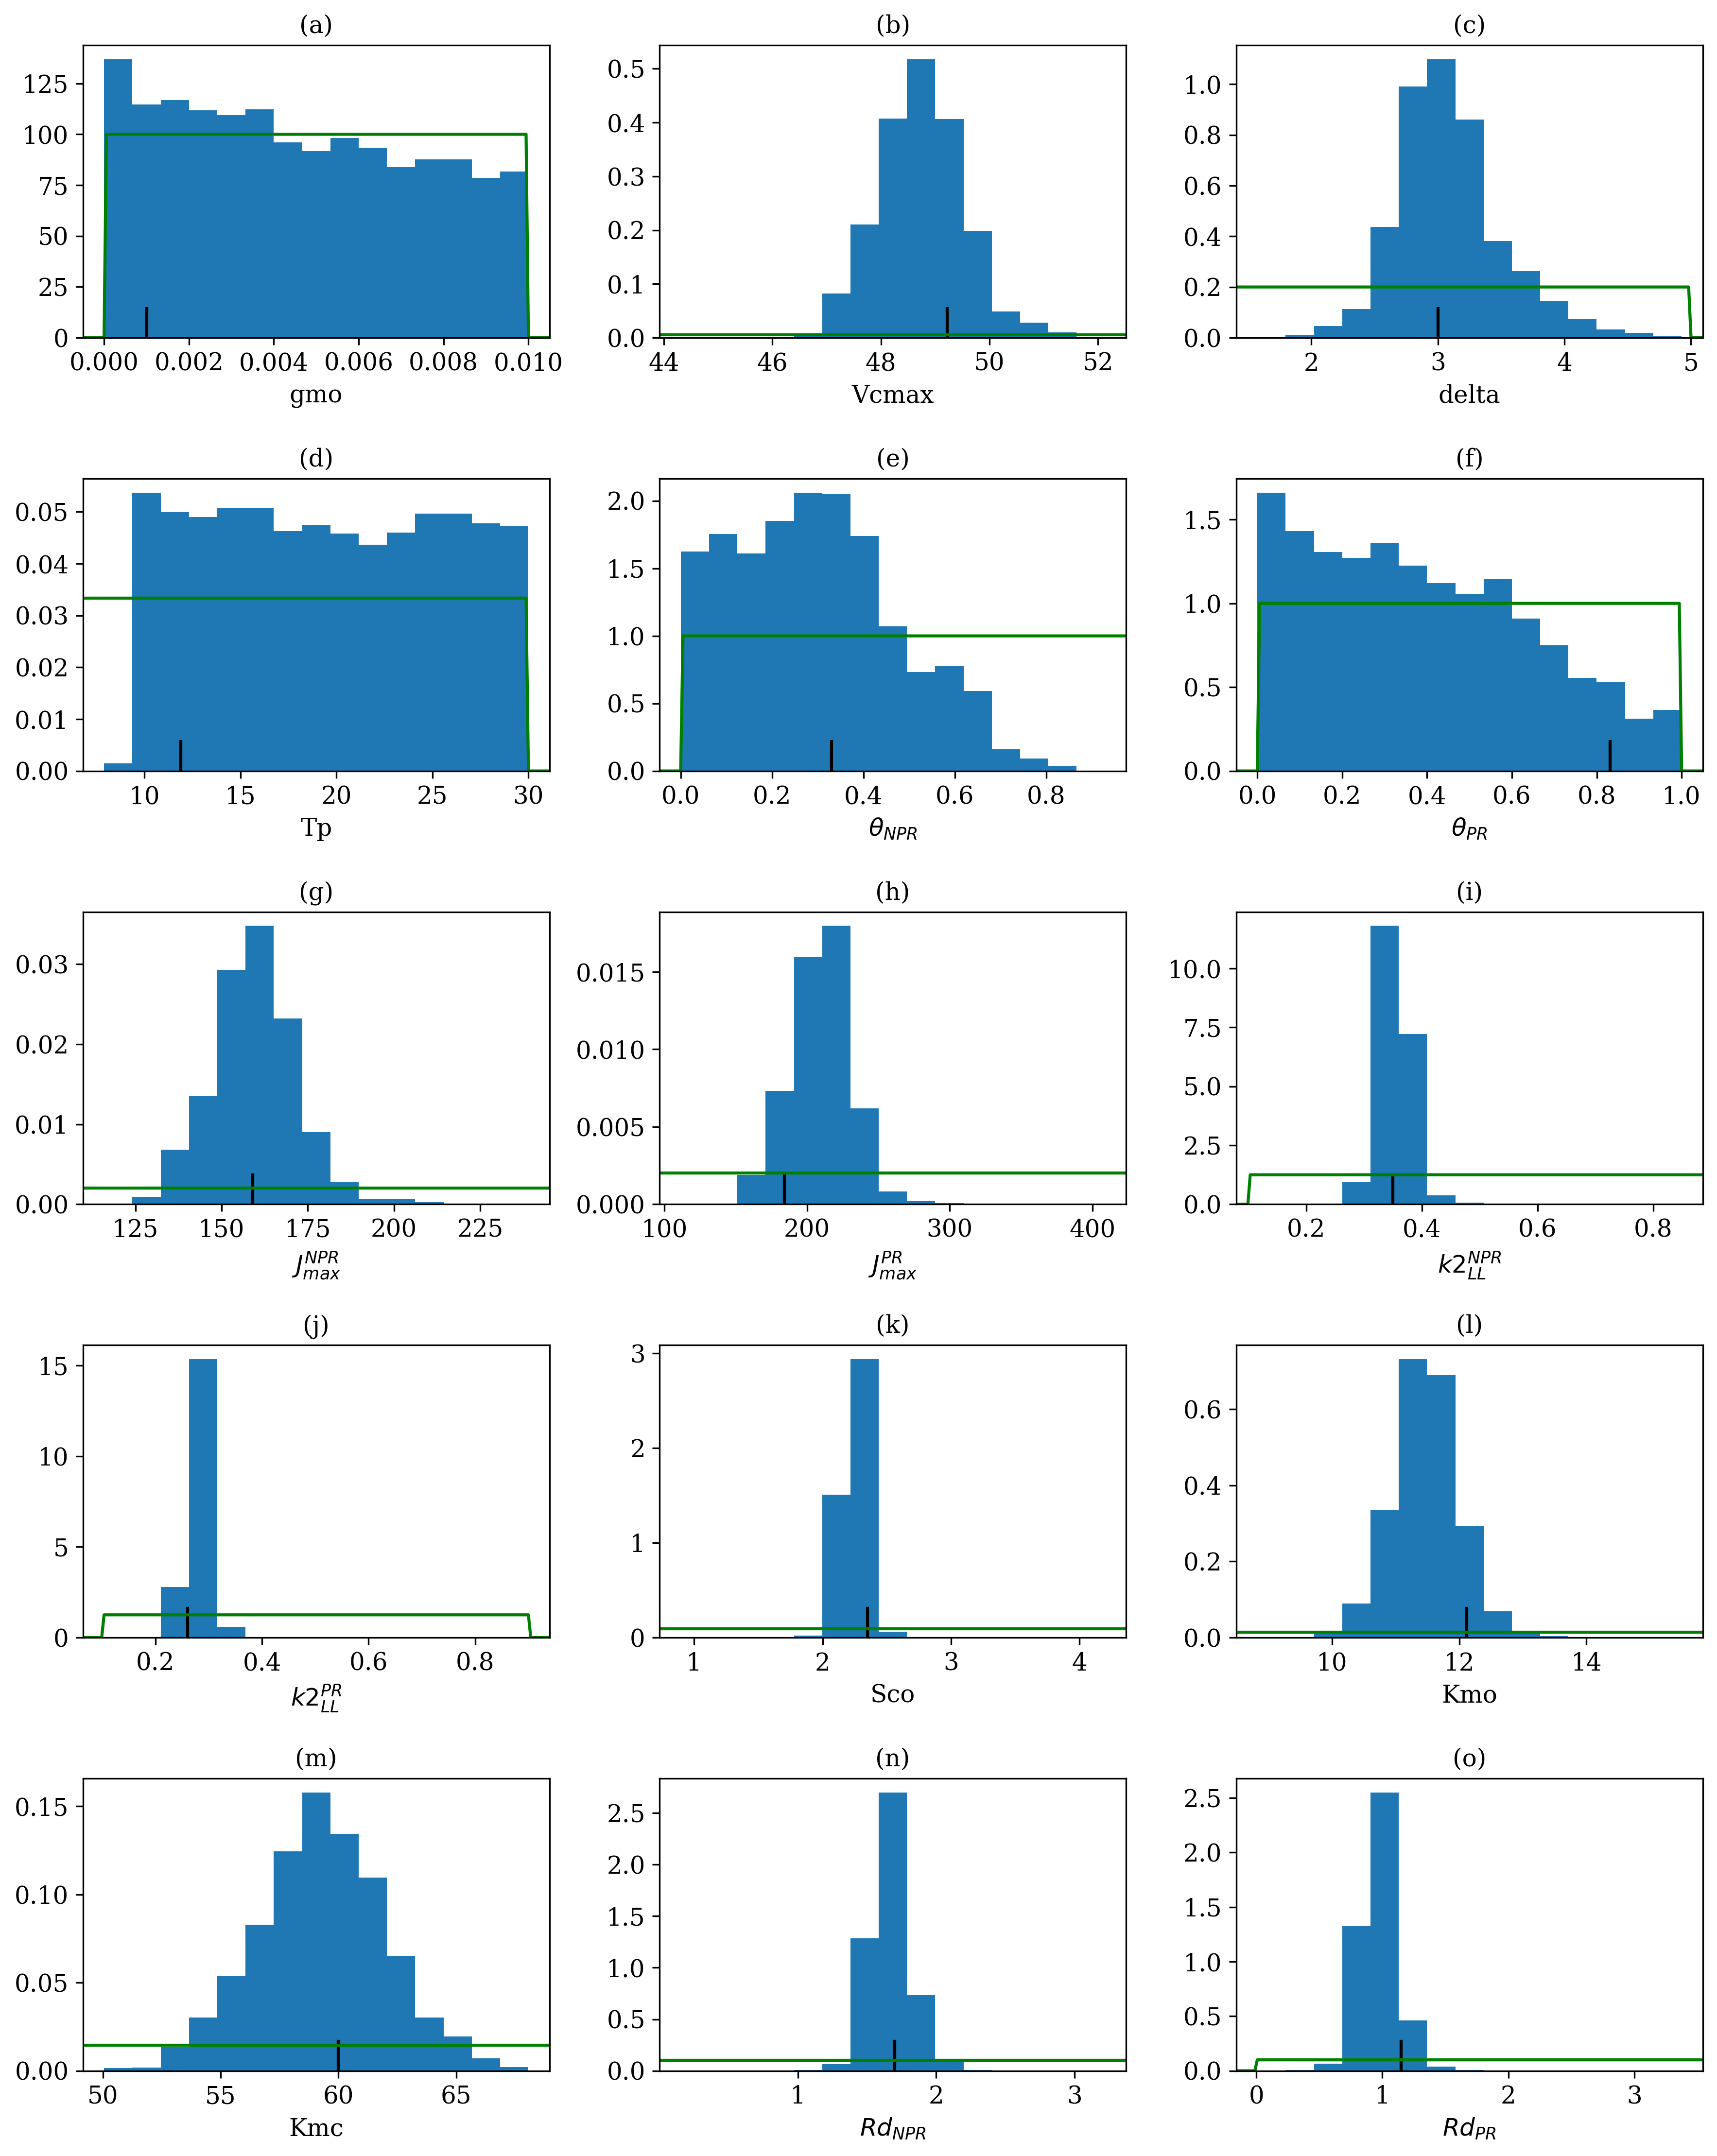 (a) (b) (c)
125
100
75
50
25
0
0.000 0.002 0.004 0.006 0.008 0.010
gmo
0.5
0.4
0.3
0.2
0.1
0.0
44 46 48 50 52
Vcmax
1.0
0.8
0.6
0.4
0.2
0.0
2 3 4 5
delta
(d) (e) (f)
0.05
0.04
0.03
0.02
0.01
0.00
10 15 20 25 30
Tp
2.0
1.5
1.0
0.5
0.0
0.0 0.2 0.4 0.6 0.8
θ_NPR
1.5
1.0
0.5
0.0
0.0 0.2 0.4 0.6 0.8 1.0
θ_PR
(g) (h) (i)
0.03
0.02
0.01
0.00
125 150 175 200 225
J_max^NPR
0.015
0.010
0.005
0.000
100 200 300 400
J_max^PR
10.0
7.5
5.0
2.5
0.0
0.2 0.4 0.6 0.8
k2_LL^NPR
(j) (k) (l)
15
10
5
0
0.2 0.4 0.6 0.8
k2_LL^PR
3
2
1
0
1 2 3 4
Sco
0.6
0.4
0.2
0.0
10 12 14
Kmo
(m) (n) (o)
0.15
0.10
0.05
0.00
50 55 60 65
Kmc
2.5
2.0
1.5
1.0
0.5
0.0
1 2 3
Rd_NPR
2.5
2.0
1.5
1.0
0.5
0.0
0 1 2 3
Rd_PR